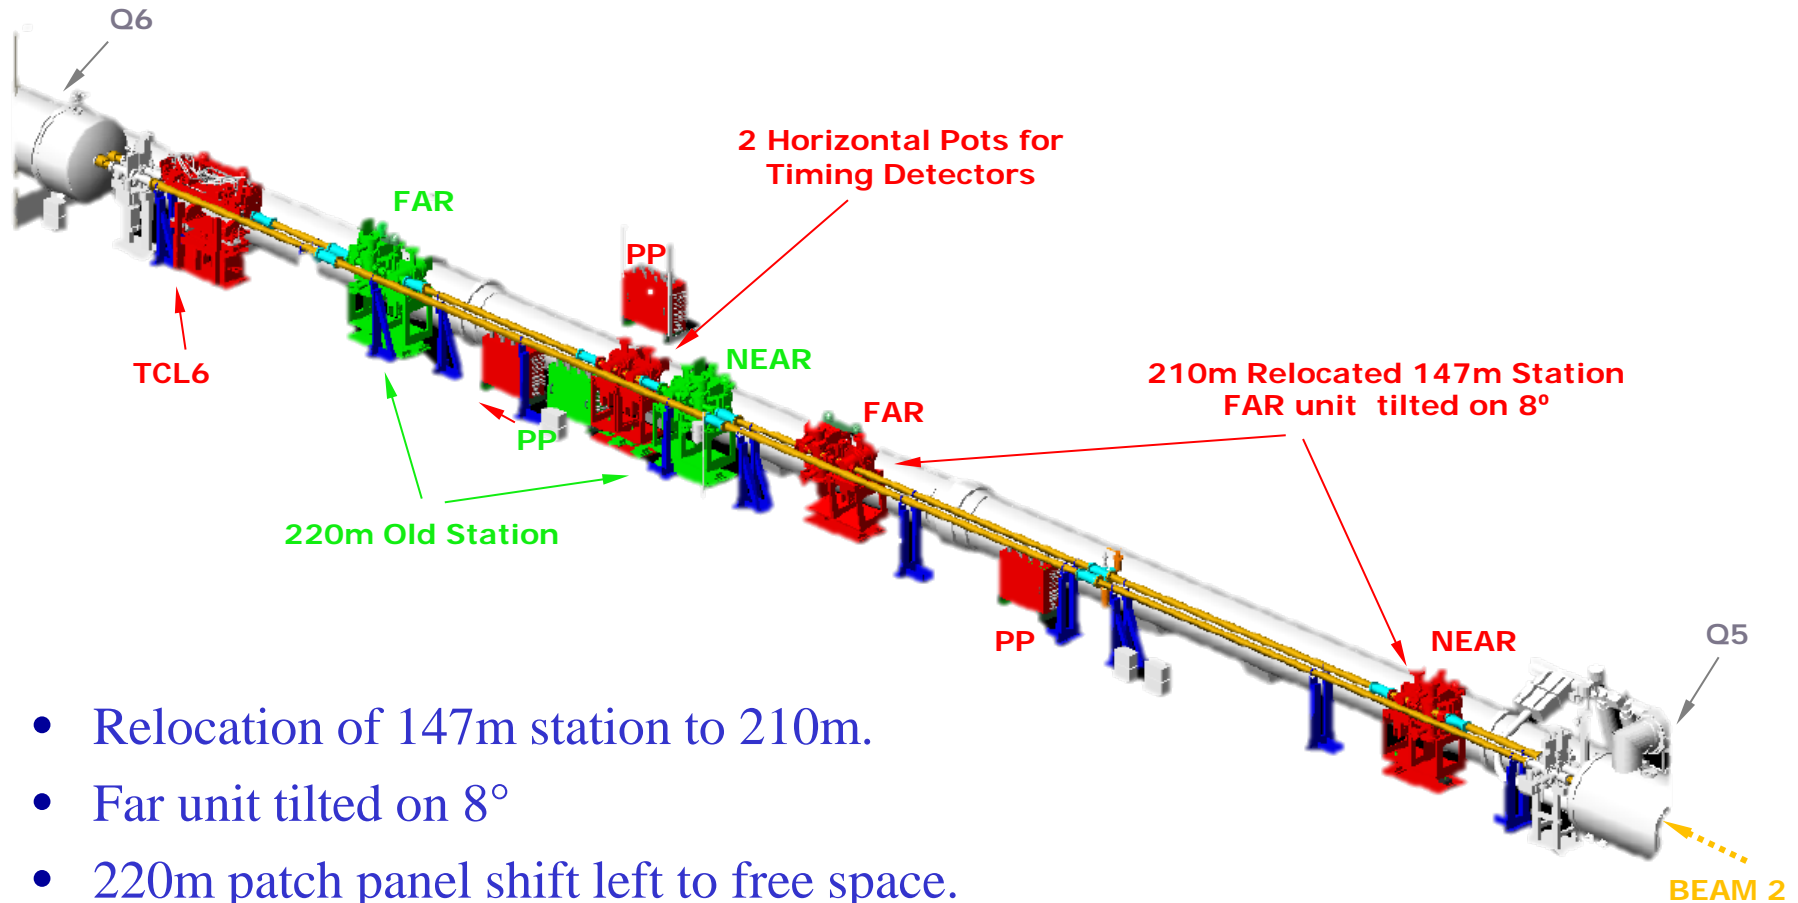 Q6
2 Horizontal Pots for
Timing Detectors
FAR
PP
TCL6
NEAR
210m Relocated 147m Station
FAR unit tilted on 8º
FAR
PP
220m Old Station
PP
NEAR
Q5
• Relocation of 147m station to 210m.
• Far unit tilted on 8°
• 220m patch panel shift left to free space.
BEAM 2